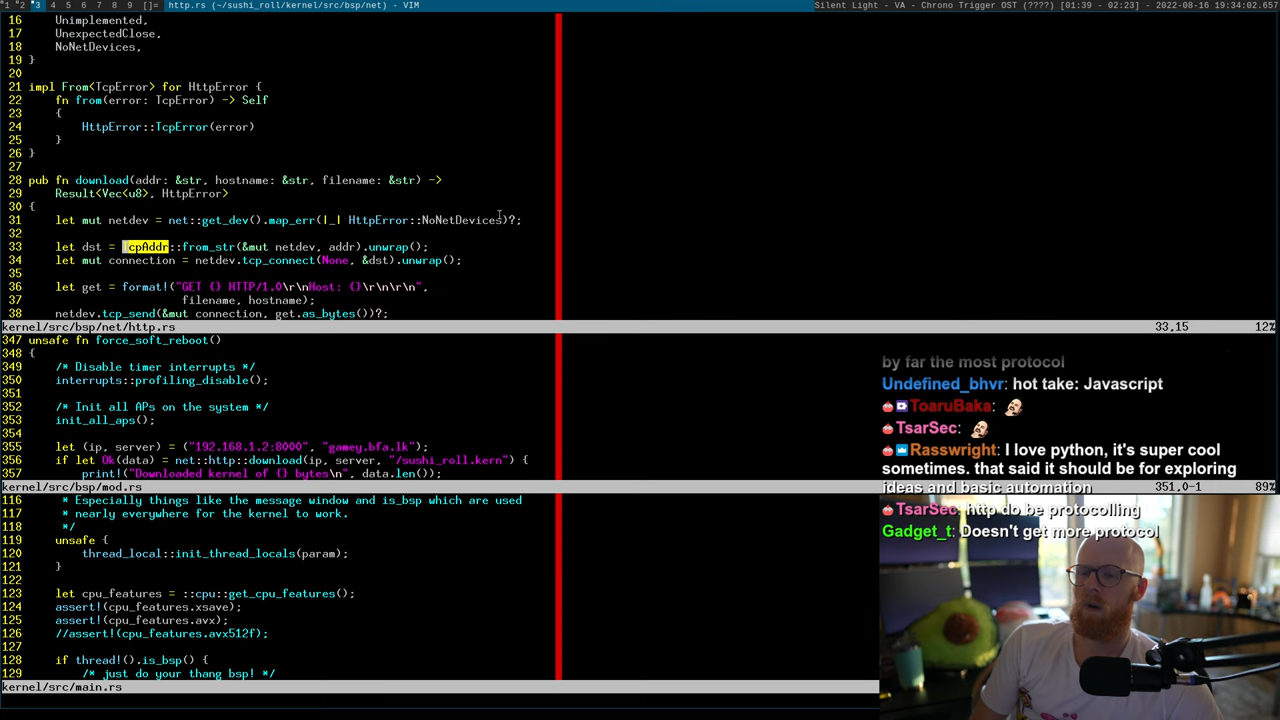 1 2 3 4 5 6 7 8 9 []= http.rs (~/sushi_roll/kernel/src/bsp/net) - VIM
Silent Light - VA - Chrono Trigger OST (????) [01:39 - 02:23] - 2022-08-16 19:34:02.657
16 Unimplemented,
17 UnexpectedClose,
18 NoNetDevices,
19 }
20
21 impl From<TcpError> for HttpError {
22 fn from(error: TcpError) -> Self
23 {
24 HttpError::TcpError(error)
25 }
26 }
27
28 pub fn download(addr: &str, hostname: &str, filename: &str) ->
29 Result<Vec<u8>, HttpError>
30 {
31 let mut netdev = net::get_dev().map_err(|_| HttpError::NoNetDevices)?;
32
33 let dst = TcpAddr::from_str(&mut netdev, addr).unwrap();
34 let mut connection = netdev.tcp_connect(None, &dst).unwrap();
35
36 let get = format!("GET {} HTTP/1.0\r\nHost: {}\r\n\r\n",
37 filename, hostname);
38 netdev.tcp_send(&mut connection, get.as_bytes())?;
kernel/src/bsp/net/http.rs 33,15 12%
347 unsafe fn force_soft_reboot()
348 {
349 /* Disable timer interrupts */
350 interrupts::profiling_disable();
351
352 /* Init all APs on the system */
353 init_all_aps();
354
355 let (ip, server) = ("192.168.1.2:8000", "gamey.bfa.lk");
356 if let Ok(data) = net::http::download(ip, server, "/sushi_roll.kern") {
357 print!("Downloaded kernel of {} bytes\n", data.len());
kernel/src/bsp/mod.rs 351,0-1 89%
116 * Especially things like the message window and is_bsp which are used
117 * nearly everywhere for the kernel to work.
118 */
119 unsafe {
120 thread_local::init_thread_locals(param);
121 }
122
123 let cpu_features = ::cpu::get_cpu_features();
124 assert!(cpu_features.xsave);
125 assert!(cpu_features.avx);
126 //assert!(cpu_features.avx512f);
127
128 if thread!().is_bsp() {
129 /* just do your thang bsp! */
kernel/src/main.rs
by far the most protocol
Undefined_bhvr: hot take: Javascript
ToaruBaka:
TsarSec:
Rasswright: I love python, it's super cool
sometimes. that said it should be for exploring
ideas and basic automation
TsarSec: http do be protocolling
Gadget_t: Doesn't get more protocol